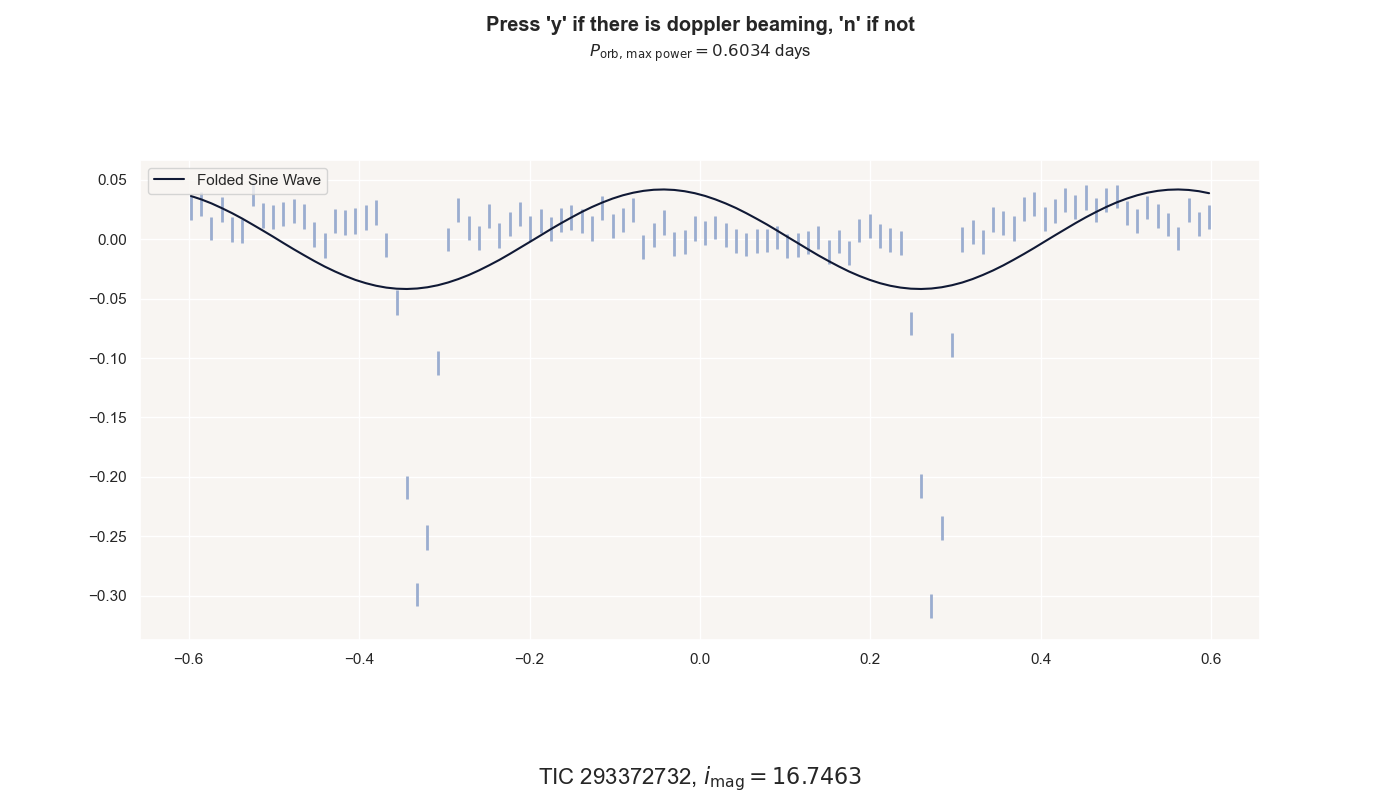 Press 'y' if there is doppler beaming, 'n' if not
P_orb, max power = 0.6034 days
Folded Sine Wave
0.05
0.00
−0.05
−0.10
−0.15
−0.20
−0.25
−0.30
−0.6 −0.4 −0.2 0.0 0.2 0.4 0.6
TIC 293372732, i_mag = 16.7463